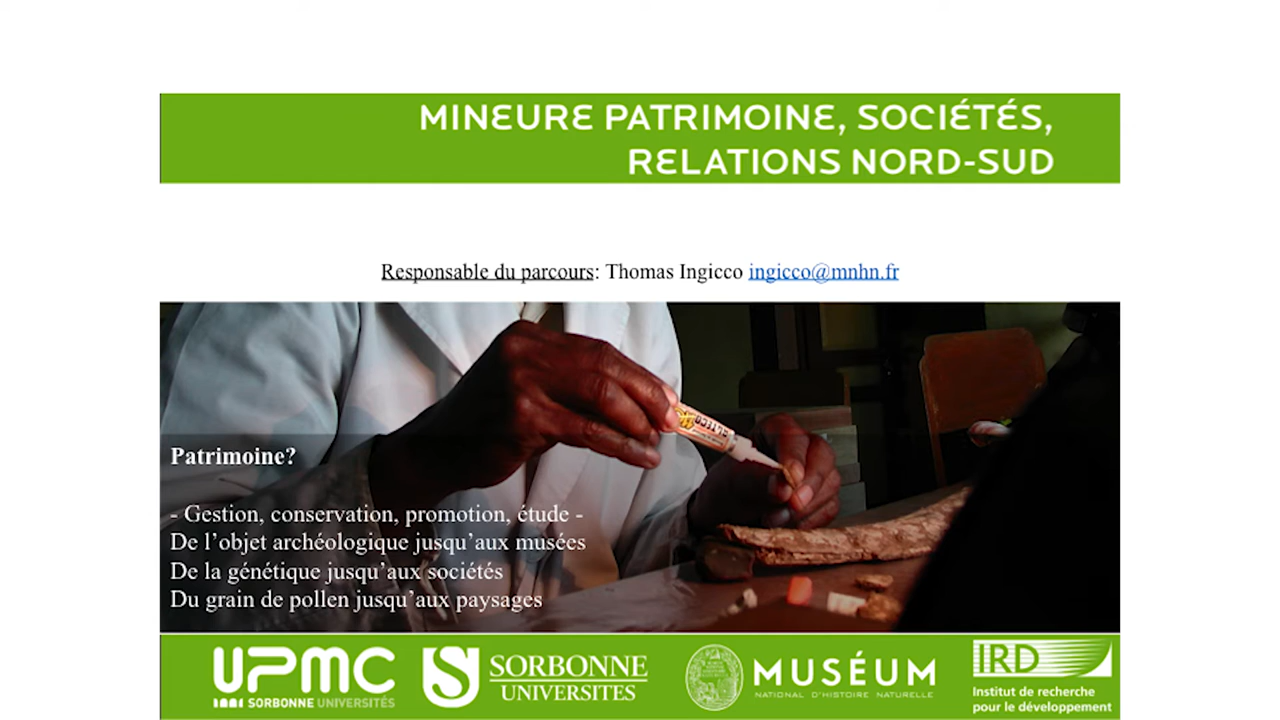 MINEURE PATRIMOINE, SOCIÉTÉS,
RELATIONS NORD-SUD
Responsable du parcours: Thomas Ingicco ingicco@mnhn.fr
Patrimoine?
- Gestion, conservation, promotion, étude -
De l’objet archéologique jusqu’aux musées
De la génétique jusqu’aux sociétés
Du grain de pollen jusqu’aux paysages
UPMC
SORBONNE UNIVERSITÉS
SORBONNE
UNIVERSITES
MUSÉUM
NATIONAL D'HISTOIRE NATURELLE
IRD
Institut de recherche
pour le développement